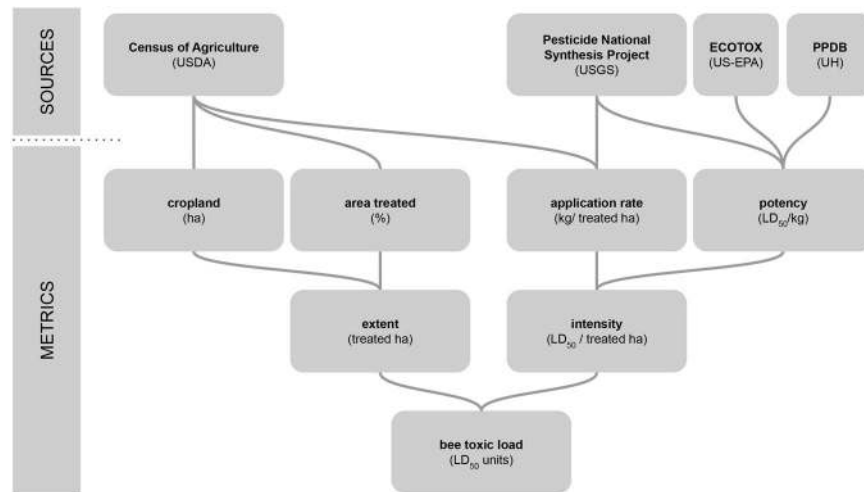 SOURCES
Census of Agriculture
(USDA)
Pesticide National
Synthesis Project
(USGS)
ECOTOX
(US-EPA)
PPDB
(UH)
METRICS
cropland
(ha)
area treated
(%)
application rate
(kg/ treated ha)
potency
(LD50/kg)
extent
(treated ha)
intensity
(LD50 / treated ha)
bee toxic load
(LD50 units)